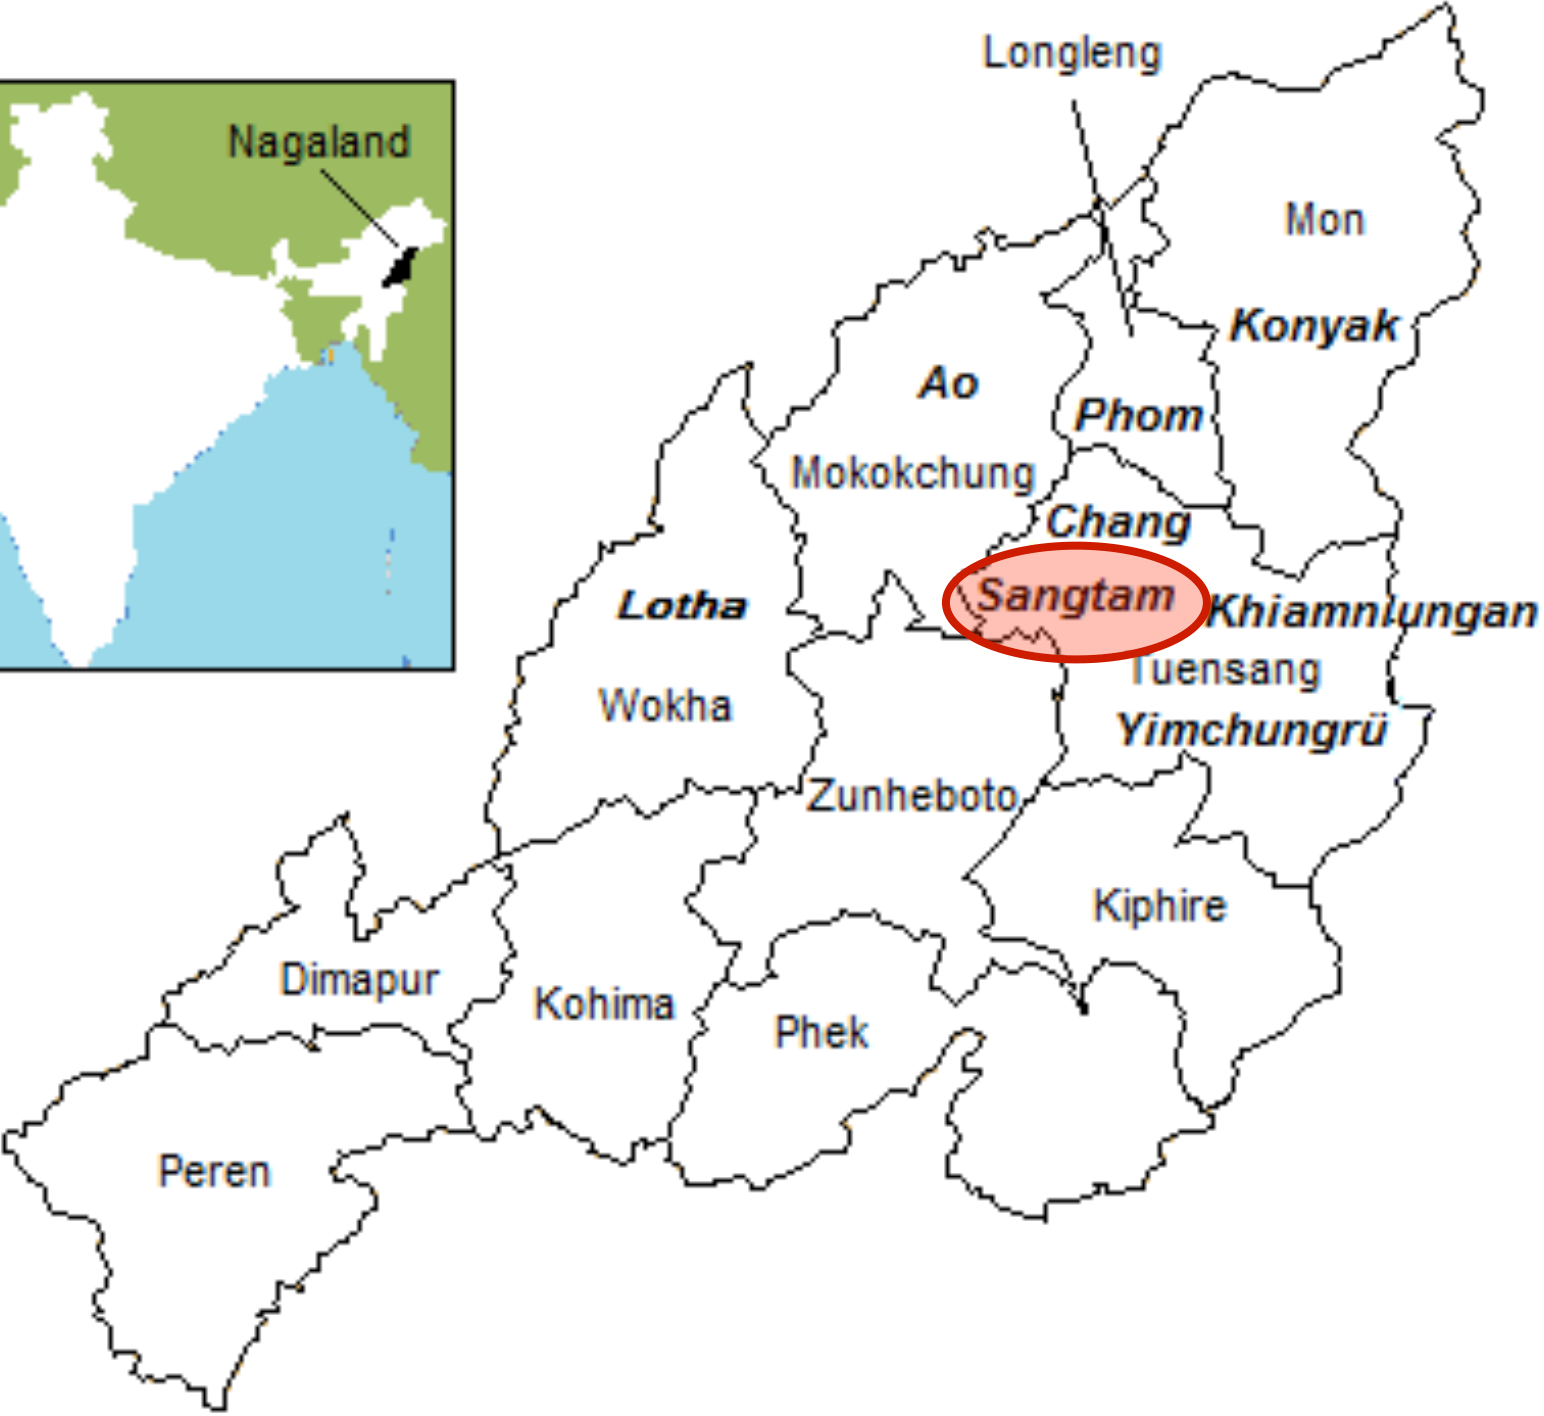 Longleng
Nagaland
Mon
Konyak
Ao
Phom
Mokokchung
Chang
Sangtam
Khiamniungan
Lotha
Tuensang
Wokha
Yimchungrü
Zunheboto
Kiphire
Dimapur
Kohima
Phek
Peren